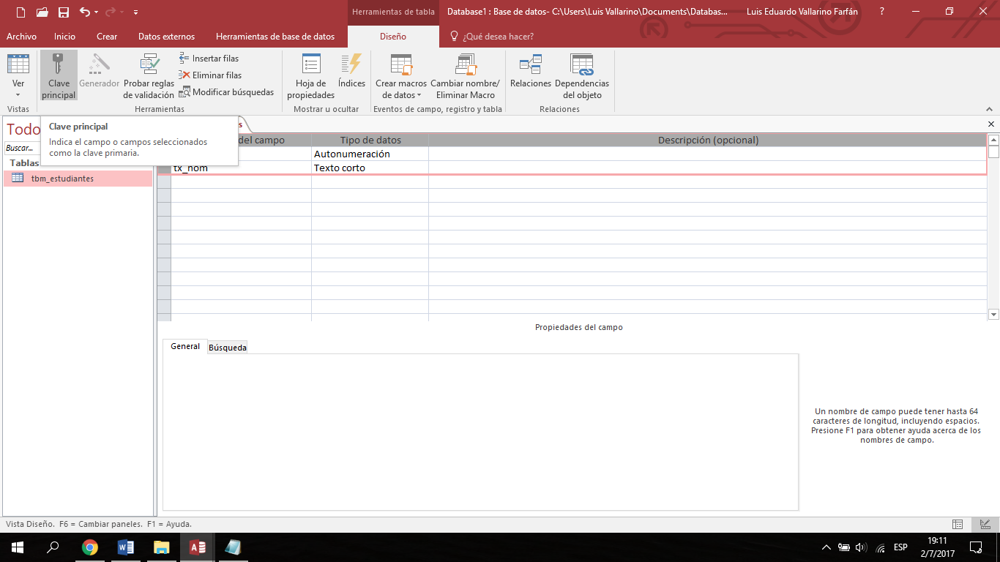 Herramientas de tabla
Database1 : Base de datos- C:\Users\Luis Vallarino\Documents\Databas...
Luis Eduardo Vallarino Farfán
?
Archivo
Inicio
Crear
Datos externos
Herramientas de base de datos
Diseño
¿Qué desea hacer?
Ver
Clave
principal
Generador
Probar reglas
de validación
Insertar filas
Eliminar filas
Modificar búsquedas
Hoja de
propiedades
Índices
Crear macros
de datos
Cambiar nombre/
Eliminar Macro
Relaciones
Dependencias
del objeto
Vistas
Herramientas
Mostrar u ocultar
Eventos de campo, registro y tabla
Relaciones
Todo
Clave principal
Indica el campo o campos seleccionados
como la clave primaria.
Buscar...
Tablas
tbm_estudiantes
s
del campo
Tipo de datos
Descripción (opcional)
Autonumeración
tx_nom
Texto corto
Propiedades del campo
General
Búsqueda
Un nombre de campo puede tener hasta 64
caracteres de longitud, incluyendo espacios.
Presione F1 para obtener ayuda acerca de los
nombres de campo.
Vista Diseño. F6 = Cambiar paneles. F1 = Ayuda.
ESP
19:11
2/7/2017